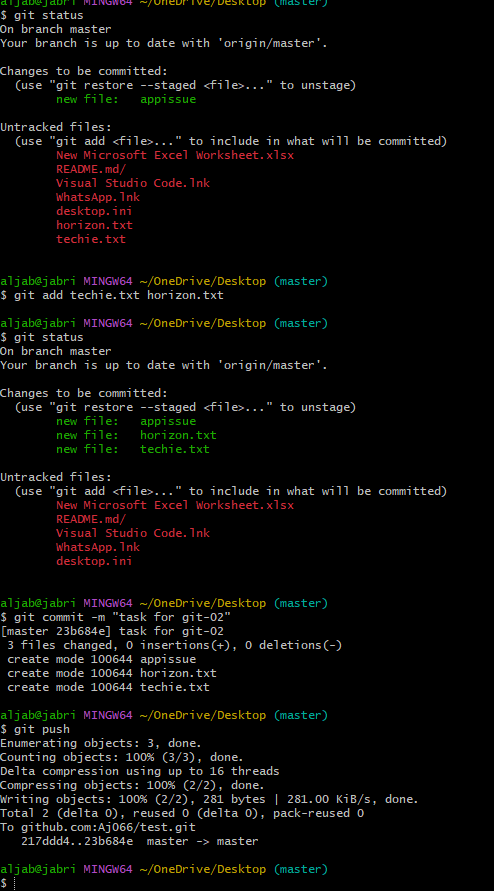 aljab@jabri MINGW64 ~/OneDrive/Desktop (master)
$ git status
On branch master
Your branch is up to date with 'origin/master'.
Changes to be committed:
  (use "git restore --staged <file>..." to unstage)
        new file:   appissue
Untracked files:
  (use "git add <file>..." to include in what will be committed)
        New Microsoft Excel Worksheet.xlsx
        README.md/
        Visual Studio Code.lnk
        WhatsApp.lnk
        desktop.ini
        horizon.txt
        techie.txt
aljab@jabri MINGW64 ~/OneDrive/Desktop (master)
$ git add techie.txt horizon.txt
aljab@jabri MINGW64 ~/OneDrive/Desktop (master)
$ git status
On branch master
Your branch is up to date with 'origin/master'.
Changes to be committed:
  (use "git restore --staged <file>..." to unstage)
        new file:   appissue
        new file:   horizon.txt
        new file:   techie.txt
Untracked files:
  (use "git add <file>..." to include in what will be committed)
        New Microsoft Excel Worksheet.xlsx
        README.md/
        Visual Studio Code.lnk
        WhatsApp.lnk
        desktop.ini
aljab@jabri MINGW64 ~/OneDrive/Desktop (master)
$ git commit -m "task for git-02"
[master 23b684e] task for git-02
 3 files changed, 0 insertions(+), 0 deletions(-)
 create mode 100644 appissue
 create mode 100644 horizon.txt
 create mode 100644 techie.txt
aljab@jabri MINGW64 ~/OneDrive/Desktop (master)
$ git push
Enumerating objects: 3, done.
Counting objects: 100% (3/3), done.
Delta compression using up to 16 threads
Compressing objects: 100% (2/2), done.
Writing objects: 100% (2/2), 281 bytes | 281.00 KiB/s, done.
Total 2 (delta 0), reused 0 (delta 0), pack-reused 0
To github.com:Aj066/test.git
   217ddd4..23b684e  master -> master
aljab@jabri MINGW64 ~/OneDrive/Desktop (master)
$